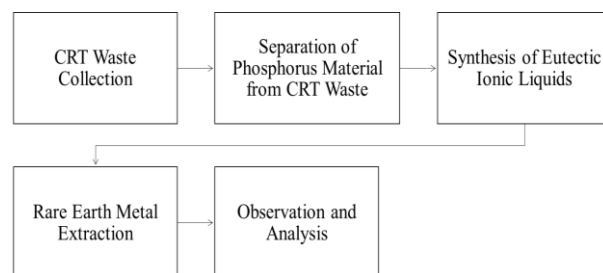 CRT Waste
Collection
Separation of
Phosphorus Material
from CRT Waste
Synthesis of Eutectic
Ionic Liquids
Rare Earth Metal
Extraction
Observation and
Analysis